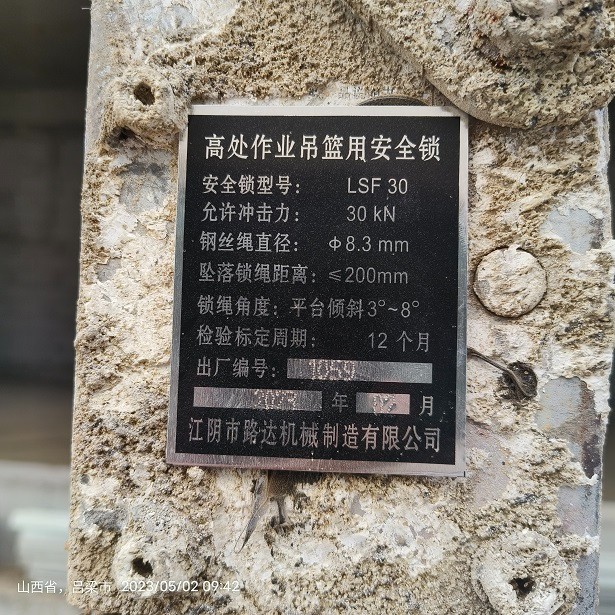 高处作业吊篮用安全锁
安全锁型号: LSF 30
允许冲击力: 30 kN
钢丝绳直径: φ8.3 mm
坠落锁绳距离: ≤200mm
锁绳角度: 平台倾斜3°~8°
检验标定周期: 12 个月
出厂编号: 1059
2023 年 02 月
江阴市路达机械制造有限公司
山西省, 吕梁市 2023/05/02 09:42